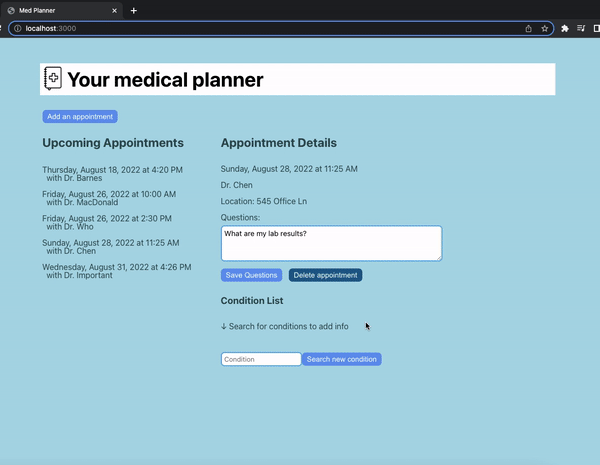 Med Planner
localhost:3000
Your medical planner
Add an appointment
Upcoming Appointments
Thursday, August 18, 2022 at 4:20 PM
with Dr. Barnes
Friday, August 26, 2022 at 10:00 AM
with Dr. MacDonald
Friday, August 26, 2022 at 2:30 PM
with Dr. Who
Sunday, August 28, 2022 at 11:25 AM
with Dr. Chen
Wednesday, August 31, 2022 at 4:26 PM
with Dr. Important
Appointment Details
Sunday, August 28, 2022 at 11:25 AM
Dr. Chen
Location: 545 Office Ln
Questions:
What are my lab results?
Save Questions
Delete appointment
Condition List
↓ Search for conditions to add info
Condition
Search new condition